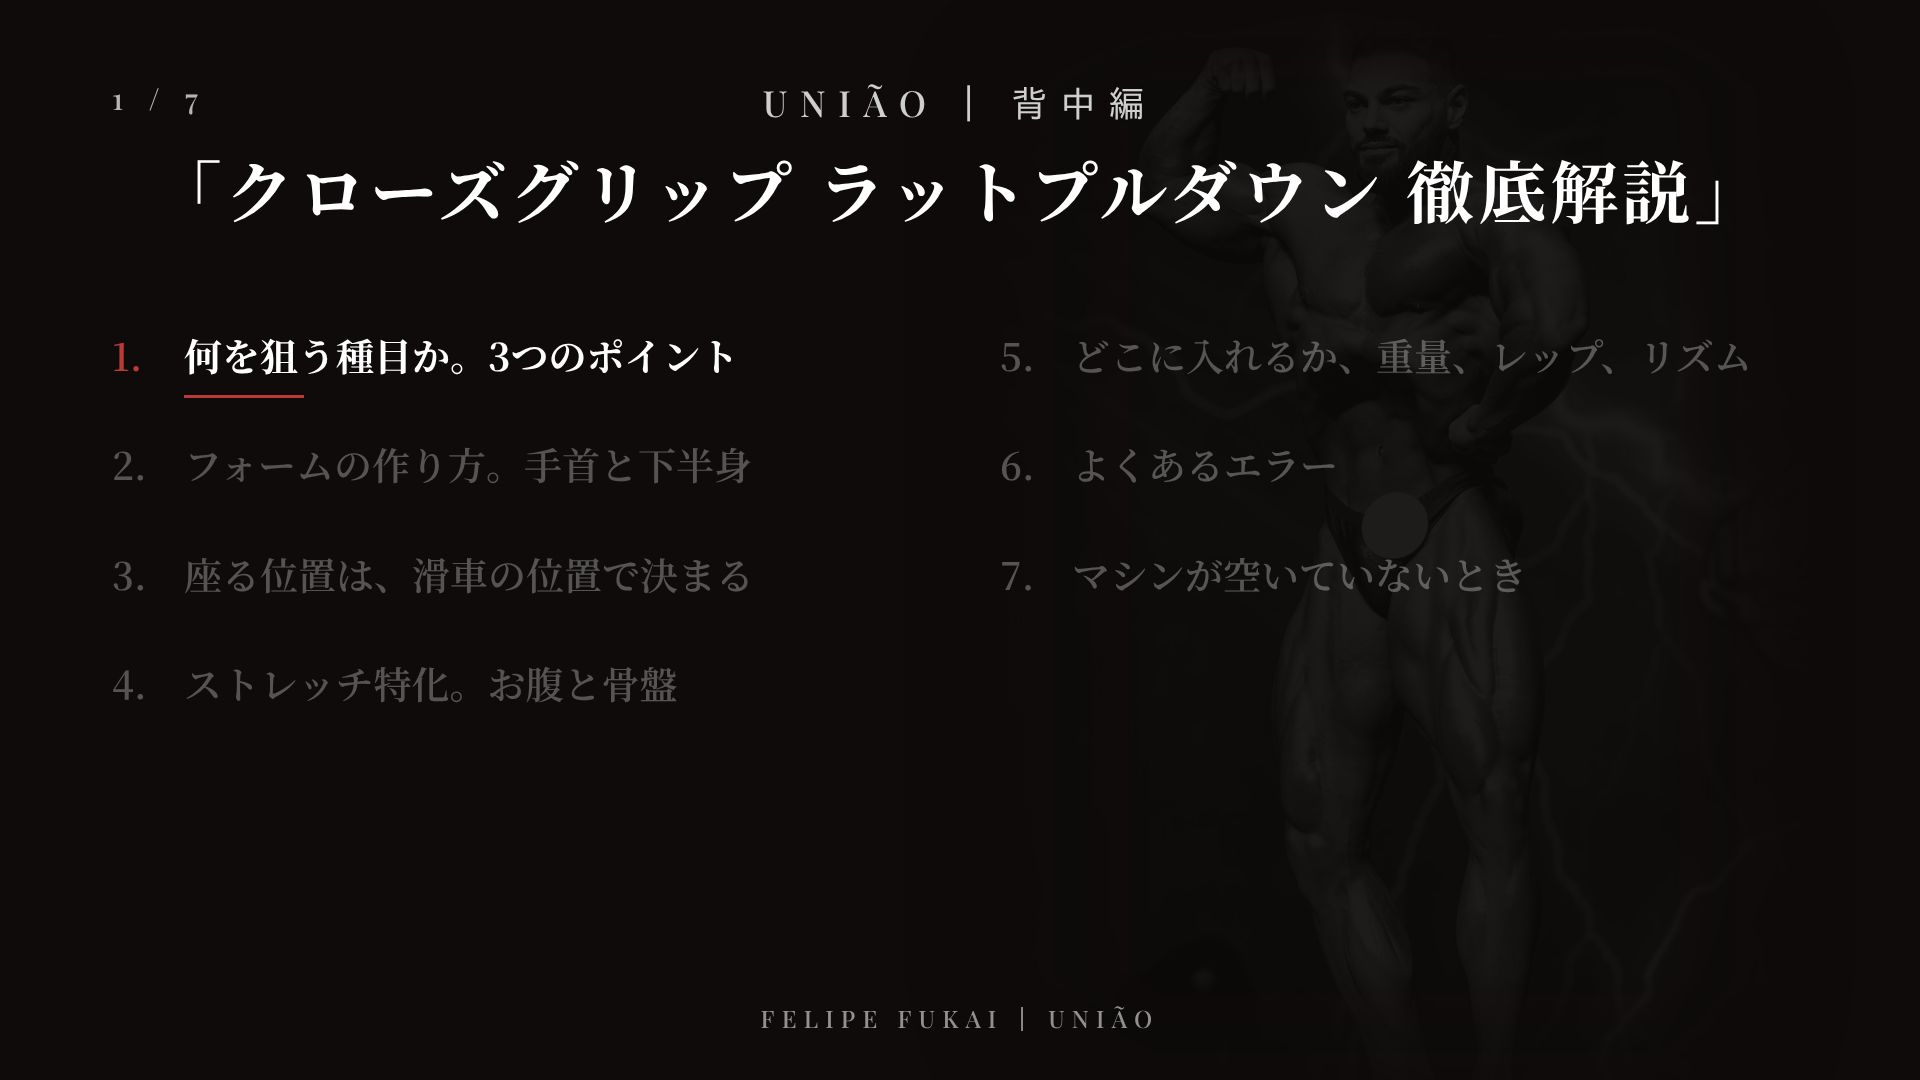 1 / 7
UNIÃO | 背中編
「クローズグリップ ラットプルダウン 徹底解説」
1. 何を狙う種目か。3つのポイント
2. フォームの作り方。手首と下半身
3. 座る位置は、滑車の位置で決まる
4. ストレッチ特化。お腹と骨盤
5. どこに入れるか、重量、レップ、リズム
6. よくあるエラー
7. マシンが空いていないとき
FELIPE FUKAI | UNIÃO